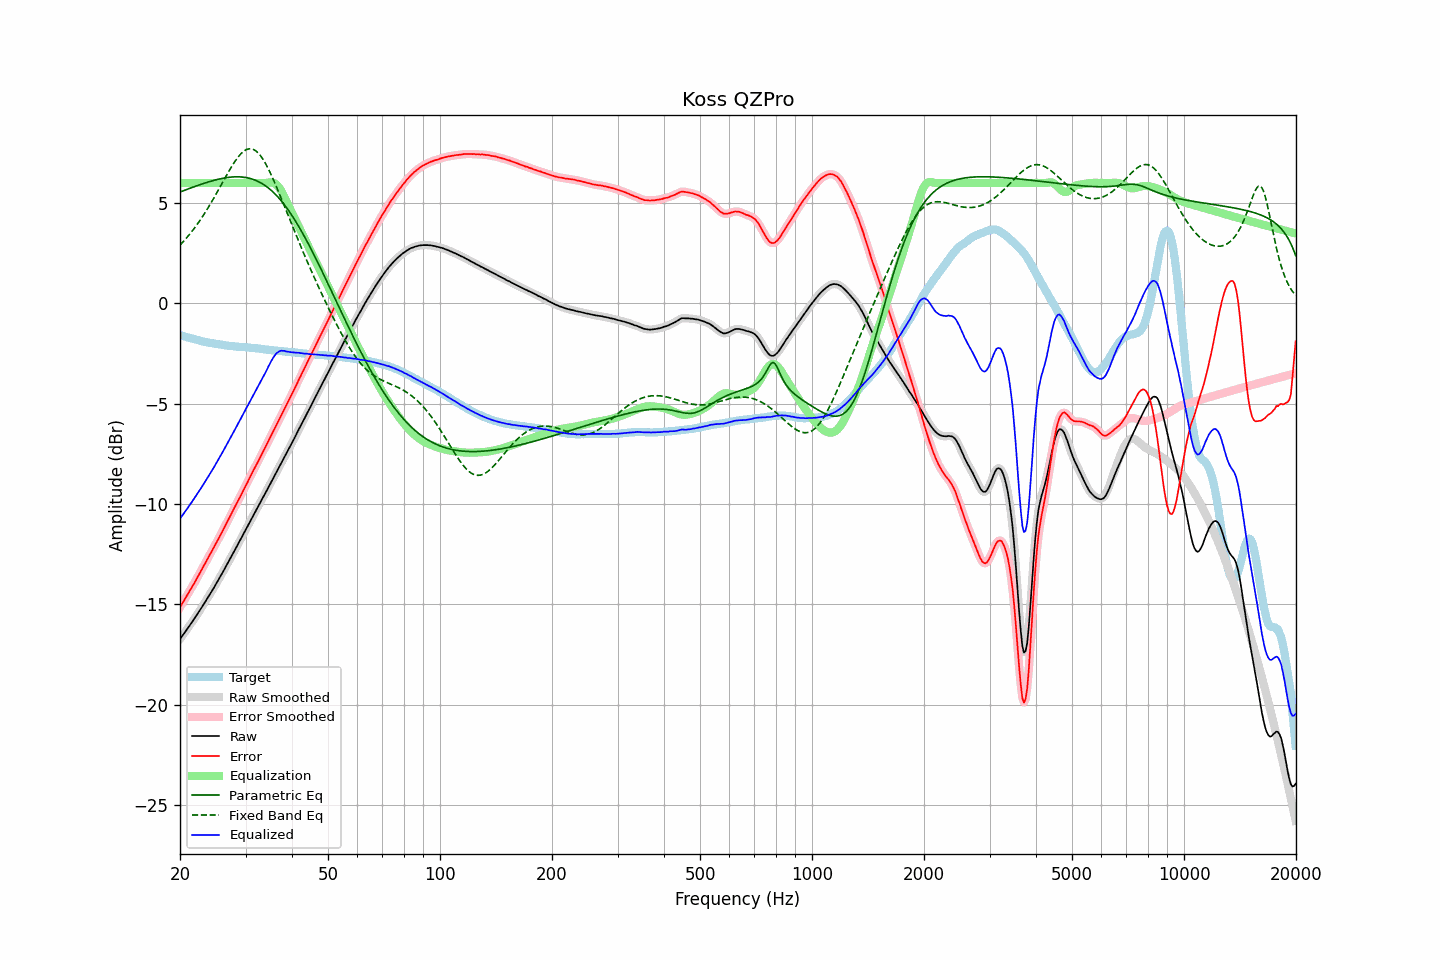 Koss QZPro
Amplitude (dBr)
5
0
−5
−10
−15
−20
−25
Target
Raw Smoothed
Error Smoothed
Raw
Error
Equalization
Parametric Eq
Fixed Band Eq
Equalized
20 50 100 200 500 1000 2000 5000 10000 20000
Frequency (Hz)